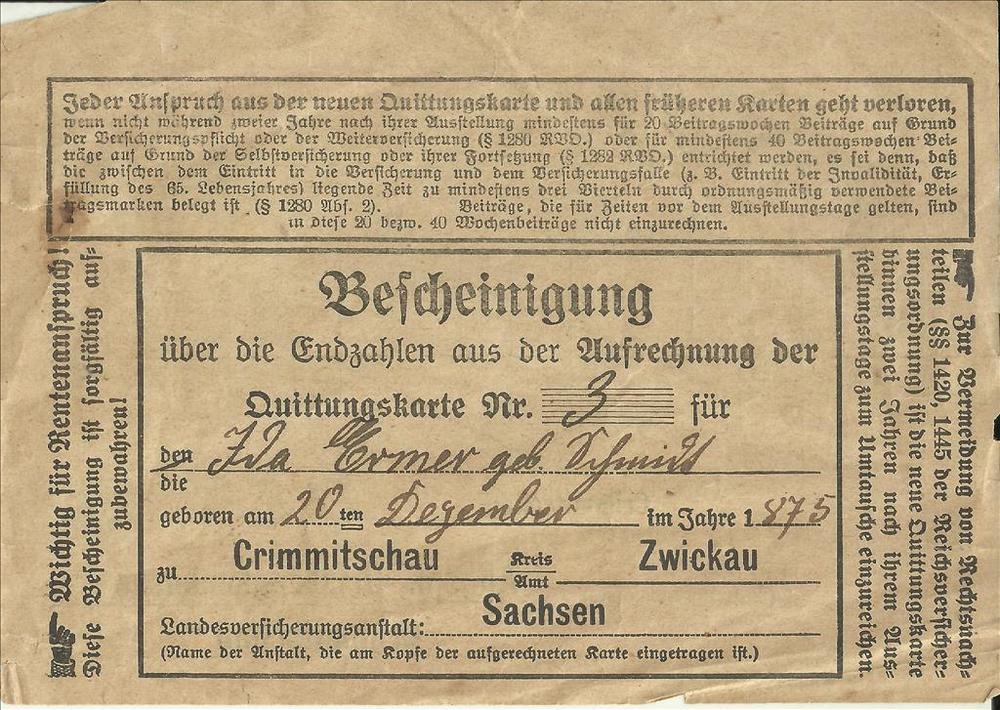 Jeder Anspruch aus der neuen Quittungskarte und allen früheren Karten geht verloren,
wenn nicht während zweier Jahre nach ihrer Ausstellung mindestens für 20 Beitragswochen Beiträge auf Grund
der Versicherungspflicht oder der Weiterversicherung (§ 1280 RVO.) oder für mindestens 40 Beitragswochen Bei-
träge auf Grund der Selbstversicherung oder ihrer Fortsetzung (§ 1282 RVO.) entrichtet werden, es sei denn, daß
die zwischen dem Eintritt in die Versicherung und dem Versicherungsfalle (z. B. Eintritt der Invalidität, Er-
füllung des 65. Lebensjahres) liegende Zeit zu mindestens drei Vierteln durch ordnungsmäßig verwendete Bei-
tragsmarken belegt ist (§ 1280 Abs. 2). Beiträge, die für Zeiten vor dem Ausstellungstage gelten, sind
in diese 20 bezw. 40 Wochenbeiträge nicht einzurechnen.
Wichtig für Rentenanspruch!
Diese Bescheinigung ist sorgfältig auf-
zubewahren!
Bescheinigung
über die Endzahlen aus der Aufrechnung der
Quittungskarte Nr. 3 für
den Ida Ermer geb. Schmidt
die
geboren am 20 ten Dezember im Jahre 1 875
zu Crimmitschau Kreis Zwickau
Amt
Landesversicherungsanstalt: Sachsen
(Name der Anstalt, die am Kopfe der aufgerechneten Karte eingetragen ist.)
Zur Vermeidung von Rechtsnach-
teilen (§§ 1420, 1445 der Reichsversicher-
ungsordnung) ist die neue Quittungskarte
binnen zwei Jahren nach ihrem Aus-
stellungstage zum Umtausche einzureichen.